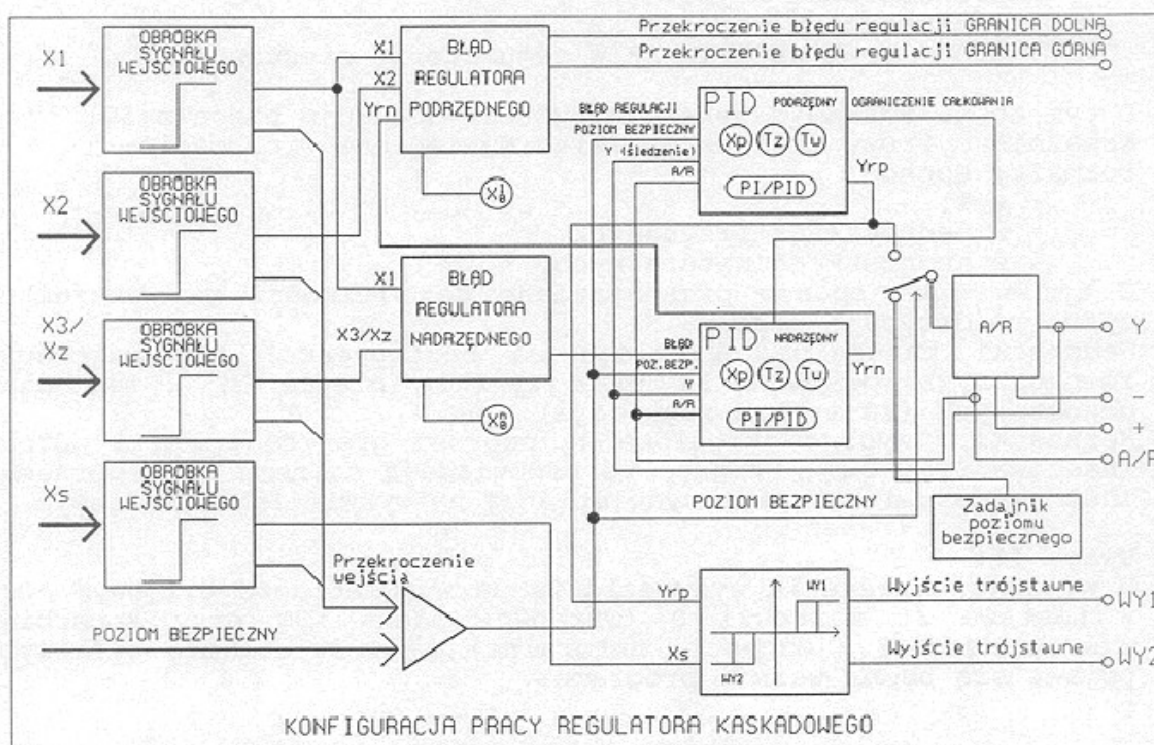 Przekroczenie błędu regulacji GRANICA DOLNA
Przekroczenie błędu regulacji GRANICA GÓRNA
X1
OBRÓBKA
SYGNAŁU
WEJŚCIOWEGO
X1
X2
Yrn
BŁĄD
REGULATORA
PODRZĘDNEGO
BŁĄD REGULACJI
POZIOM BEZPIECZNY
Y (śledzenie)
A/R
PID PODRZĘDNY
Xp Tz Tw
PI/PID
OGRANICZENIE CAŁKOWANIA
Yrp
X2
OBRÓBKA
SYGNAŁU
WEJŚCIOWEGO
X3/
Xz
OBRÓBKA
SYGNAŁU
WEJŚCIOWEGO
X1
X3/Xz
BŁĄD
REGULATORA
NADRZĘDNEGO
BŁĄD
POZ.BEZP.
Y
A/R
PID NADRZĘDNY
Xp Tz Tw
PI/PID
Yrn
A/R
Y
-
+
A/R
Xs
OBRÓBKA
SYGNAŁU
WEJŚCIOWEGO
POZIOM BEZPIECZNY
Zadajnik
poziomu
bezpiecznego
Przekroczenie
wejścia
POZIOM BEZPIECZNY
Yrp
Xs
WY1
WY2
Wyjście trójstawne
WY1
Wyjście trójstawne
WY2
KONFIGURACJA PRACY REGULATORA KASKADOWEGO